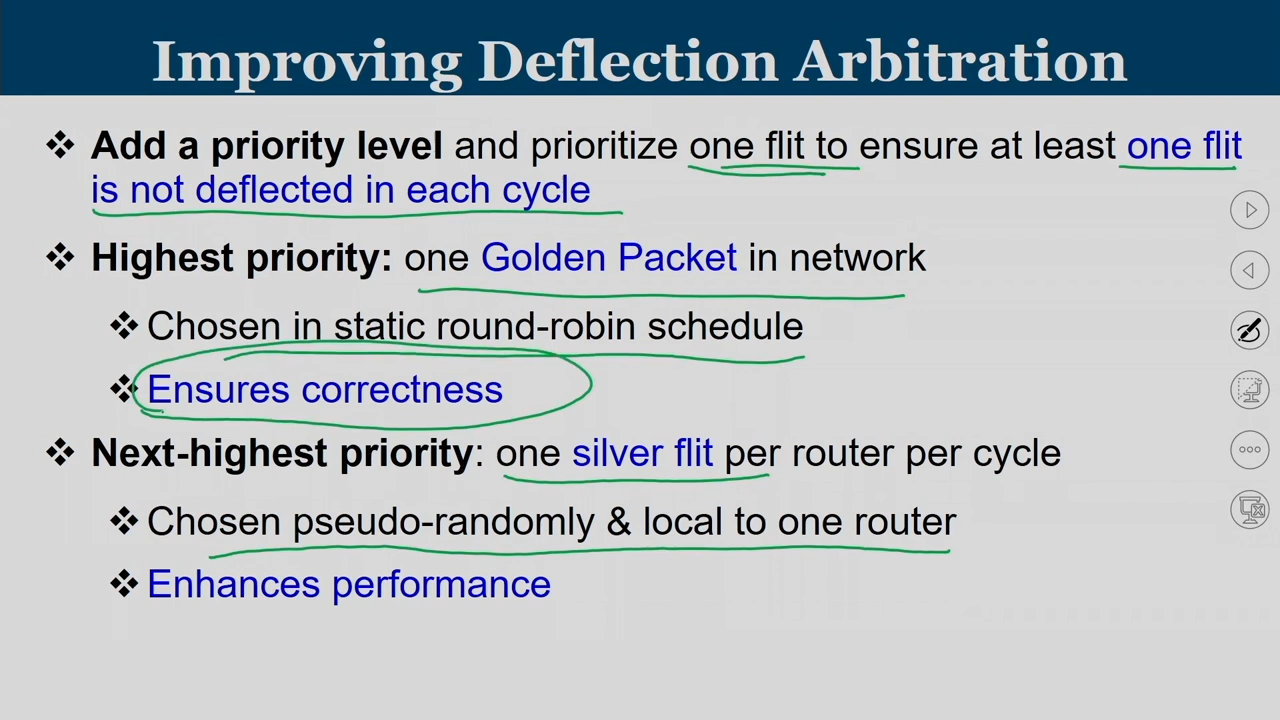 Improving Deflection Arbitration
❖ Add a priority level and prioritize one flit to ensure at least one flit
is not deflected in each cycle
❖ Highest priority: one Golden Packet in network
❖ Chosen in static round-robin schedule
❖ Ensures correctness
❖ Next-highest priority: one silver flit per router per cycle
❖ Chosen pseudo-randomly & local to one router
❖ Enhances performance